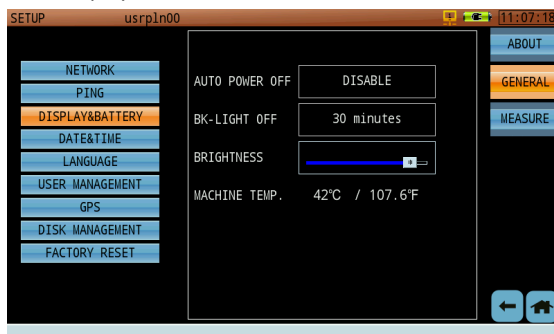 SETUP usrpln00 11:07:18
ABOUT
GENERAL
MEASURE
NETWORK
PING
DISPLAY&BATTERY
DATE&TIME
LANGUAGE
USER MANAGEMENT
GPS
DISK MANAGEMENT
FACTORY RESET
AUTO POWER OFF DISABLE
BK-LIGHT OFF 30 minutes
BRIGHTNESS
MACHINE TEMP. 42℃ / 107.6℉